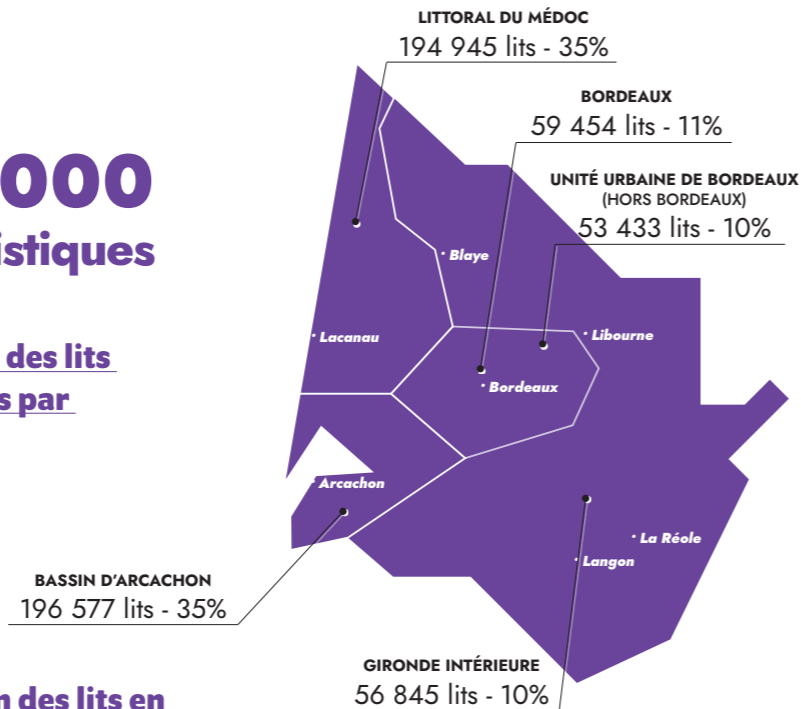 LITTORAL DU MÉDOC
194 945 lits - 35%
BORDEAUX
59 454 lits - 11%
000
UNITÉ URBAINE DE BORDEAUX
(HORS BORDEAUX)
53 433 lits - 10%
istiques
• Blaye
• Lacanau
• Libourne
des lits
s par
• Bordeaux
• Arcachon
• La Réole
• Langon
BASSIN D'ARCACHON
196 577 lits - 35%
GIRONDE INTÉRIEURE
56 845 lits - 10%
n des lits en